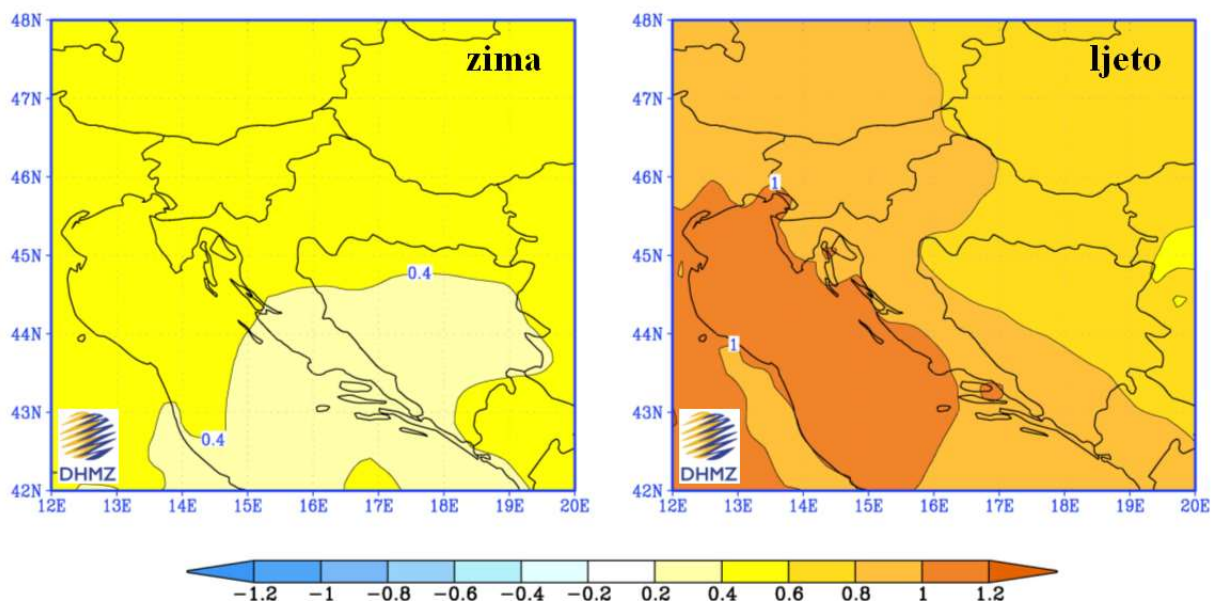 zima
48N
47N
46N
45N
44N
43N
42N
0.4
0.4
DHMZ
12E 13E 14E 15E 16E 17E 18E 19E 20E
ljeto
48N
47N
46N
45N
44N
43N
42N
1
1
DHMZ
12E 13E 14E 15E 16E 17E 18E 19E 20E
-1.2 -1 -0.8 -0.6 -0.4 -0.2 0.2 0.4 0.6 0.8 1 1.2